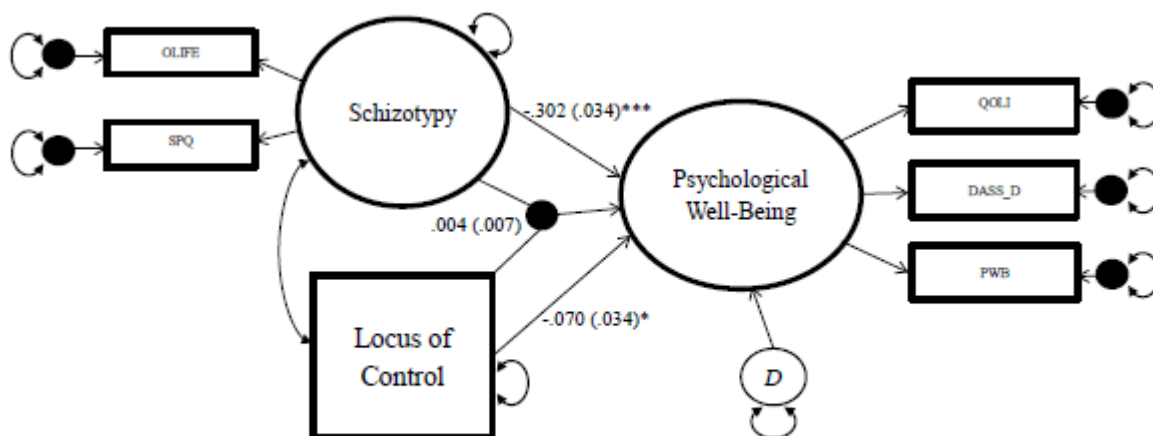 OLIFE
SPQ
Schizotypy
-.302 (.034)***
.004 (.007)
Locus of
Control
-.070 (.034)*
Psychological
Well-Being
D
QOLI
DASS_D
PWB